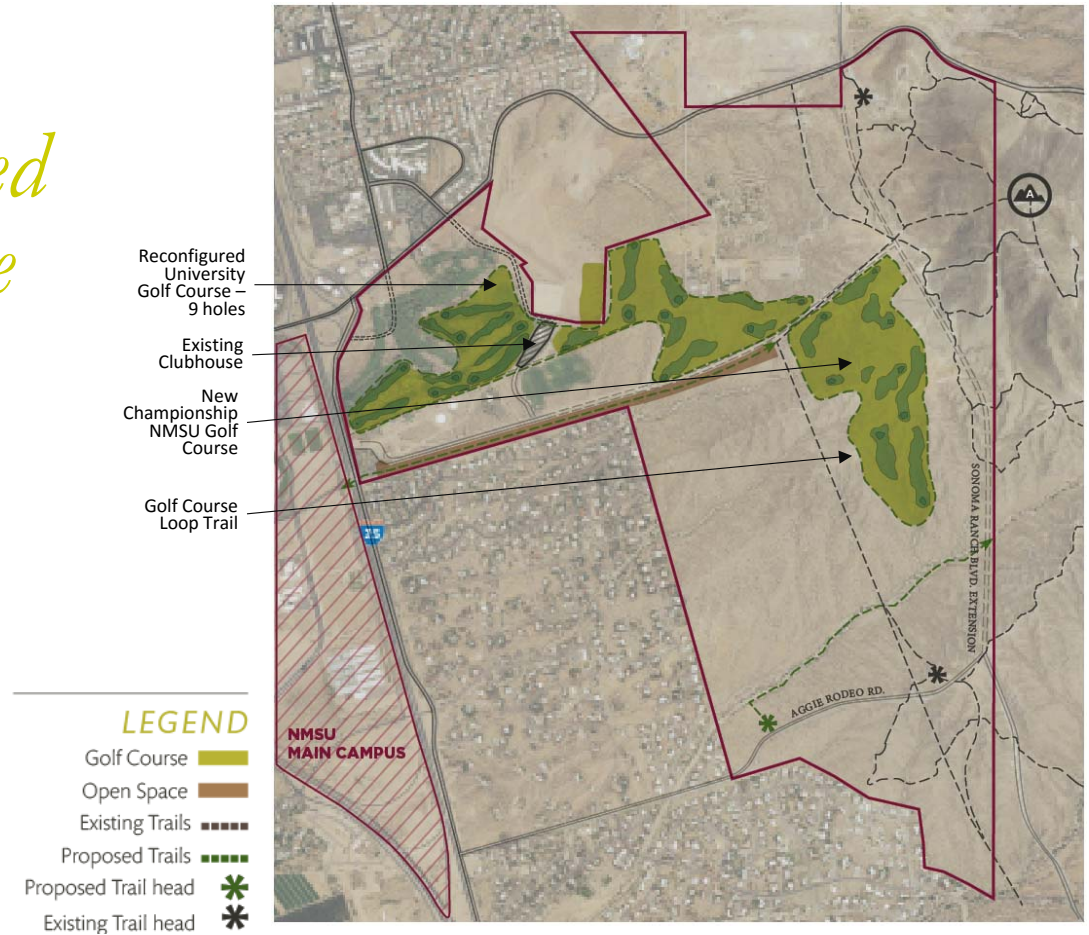 ed
e
Reconfigured
University
Golf Course –
9 holes
Existing
Clubhouse
New
Championship
NMSU Golf
Course
Golf Course
Loop Trail
A
SONOMA RANCH BLVD. EXTENSION
AGGIE RODEO RD.
NMSU
MAIN CAMPUS
LEGEND
Golf Course
Open Space
Existing Trails
Proposed Trails
Proposed Trail head
Existing Trail head